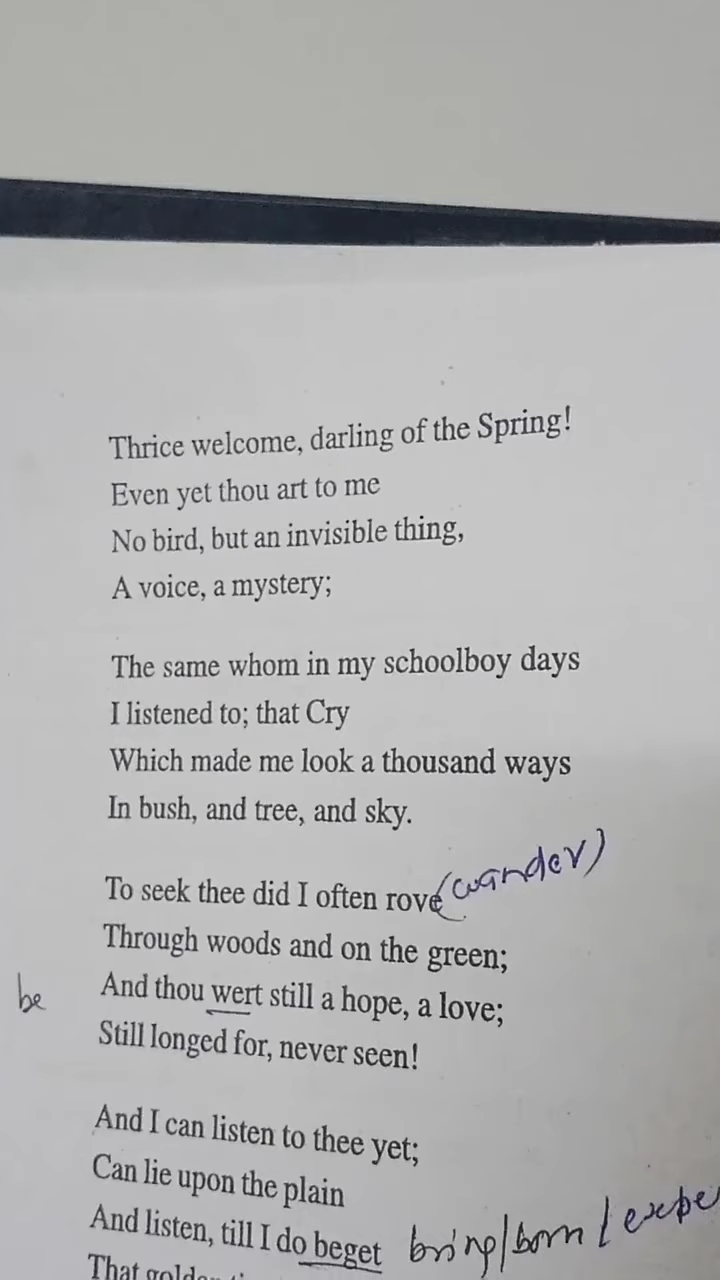 Thrice welcome, darling of the Spring!
Even yet thou art to me
No bird, but an invisible thing,
A voice, a mystery;
The same whom in my schoolboy days
I listened to; that Cry
Which made me look a thousand ways
In bush, and tree, and sky.
To seek thee did I often rove (wander)
Through woods and on the green;
be And thou wert still a hope, a love;
Still longed for, never seen!
And I can listen to thee yet;
Can lie upon the plain
And listen, till I do beget bring/born /
That